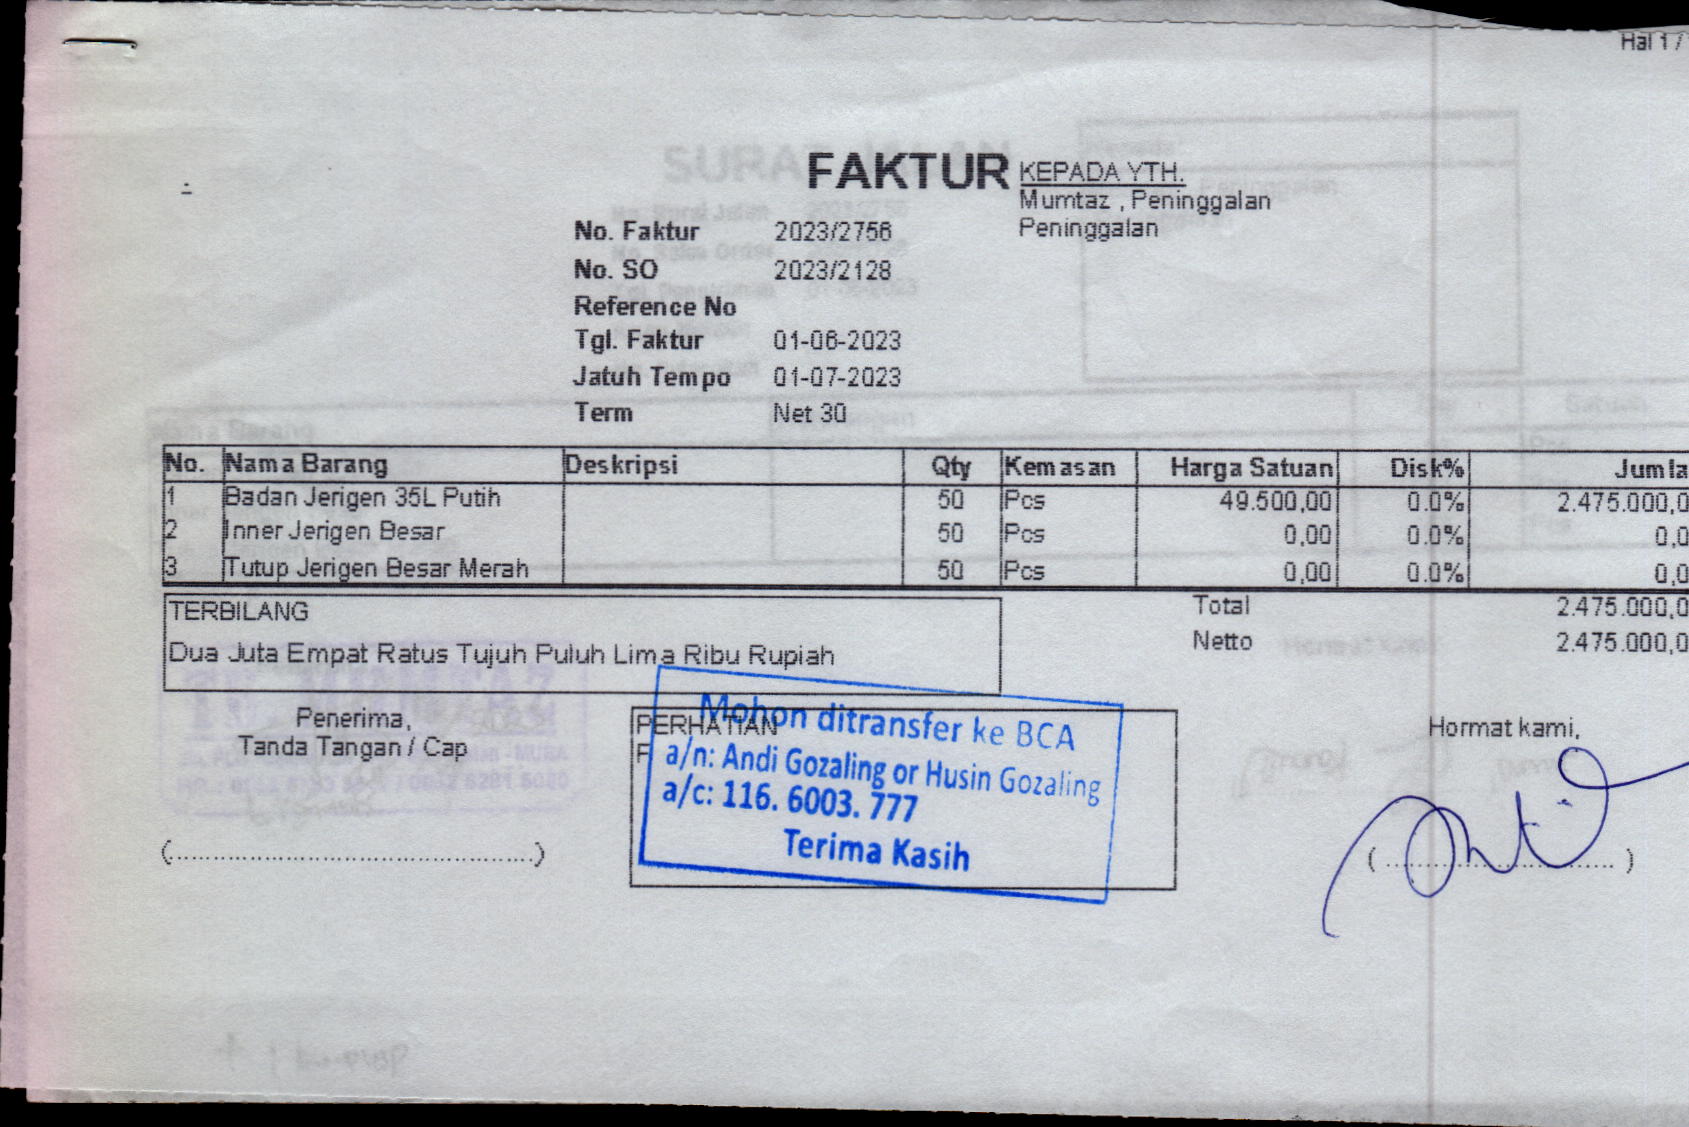 Hal 1 /
FAKTUR
KEPADA YTH.
Mumtaz , Peninggalan
Peninggalan
No. Faktur 2023/2756
No. SO 2023/2128
Reference No
Tgl. Faktur 01-06-2023
Jatuh Tempo 01-07-2023
Term Net 30
No. Nama Barang Deskripsi Qty Kemasan Harga Satuan Disk% Jumla
1 Badan Jerigen 35L Putih 50 Pcs 49.500,00 0.0% 2.475.000,0
2 Inner Jerigen Besar 50 Pcs 0,00 0.0% 0,0
3 Tutup Jerigen Besar Merah 50 Pcs 0,00 0.0% 0,0
TERBILANG
Dua Juta Empat Ratus Tujuh Puluh Lima Ribu Rupiah
Total 2.475.000,0
Netto 2.475.000,0
Penerima,
Tanda Tangan / Cap
PERHATIAN
Mohon ditransfer ke BCA
a/n: Andi Gozaling or Husin Gozaling
a/c: 116. 6003. 777
Terima Kasih
Hormat kami,